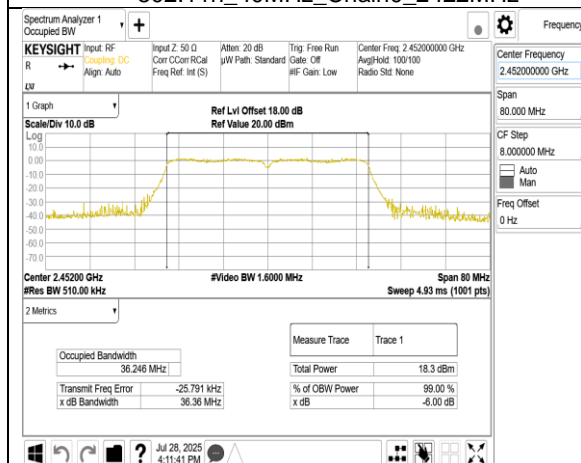 802.11n_40MHz_Chain0_2422MHz
Spectrum Analyzer 1
Occupied BW
Frequency
KEYSIGHT
R
LXI
Input: RF
Coupling: DC
Align: Auto
Input Z: 50 Ω
Corr CCorr RCal
Freq Ref: Int (S)
Atten: 20 dB
µW Path: Standard
Trig: Free Run
Gate: Off
#IF Gain: Low
Center Freq: 2.452000000 GHz
Avg|Hold: 100/100
Radio Std: None
Center Frequency
2.452000000 GHz
Span
80.000 MHz
CF Step
8.000000 MHz
Auto
Man
Freq Offset
0 Hz
1 Graph
Scale/Div 10.0 dB
Ref Lvl Offset 18.00 dB
Ref Value 20.00 dBm
Log
10.0
0.00
-10.0
-20.0
-30.0
-40.0
-50.0
-60.0
-70.0
Center 2.45200 GHz
#Video BW 1.6000 MHz
Span 80 MHz
#Res BW 510.00 kHz
Sweep 4.93 ms (1001 pts)
2 Metrics
Occupied Bandwidth
36.246 MHz
Transmit Freq Error -25.791 kHz
x dB Bandwidth 36.36 MHz
Measure Trace Trace 1
Total Power 18.3 dBm
% of OBW Power 99.00 %
x dB -6.00 dB
?
Jul 28, 2025
4:11:41 PM